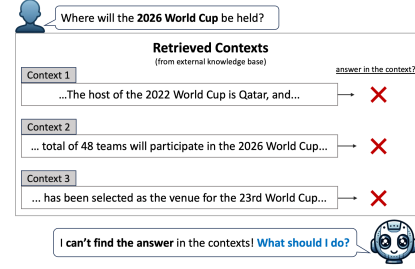 Where will the 2026 World Cup be held?
Retrieved Contexts
(from external knowledge base)
answer in the context?
Context 1
...The host of the 2022 World Cup is Qatar, and...
Context 2
... total of 48 teams will participate in the 2026 World Cup...
Context 3
... has been selected as the venue for the 23rd World Cup...
I can't find the answer in the contexts! What should I do?